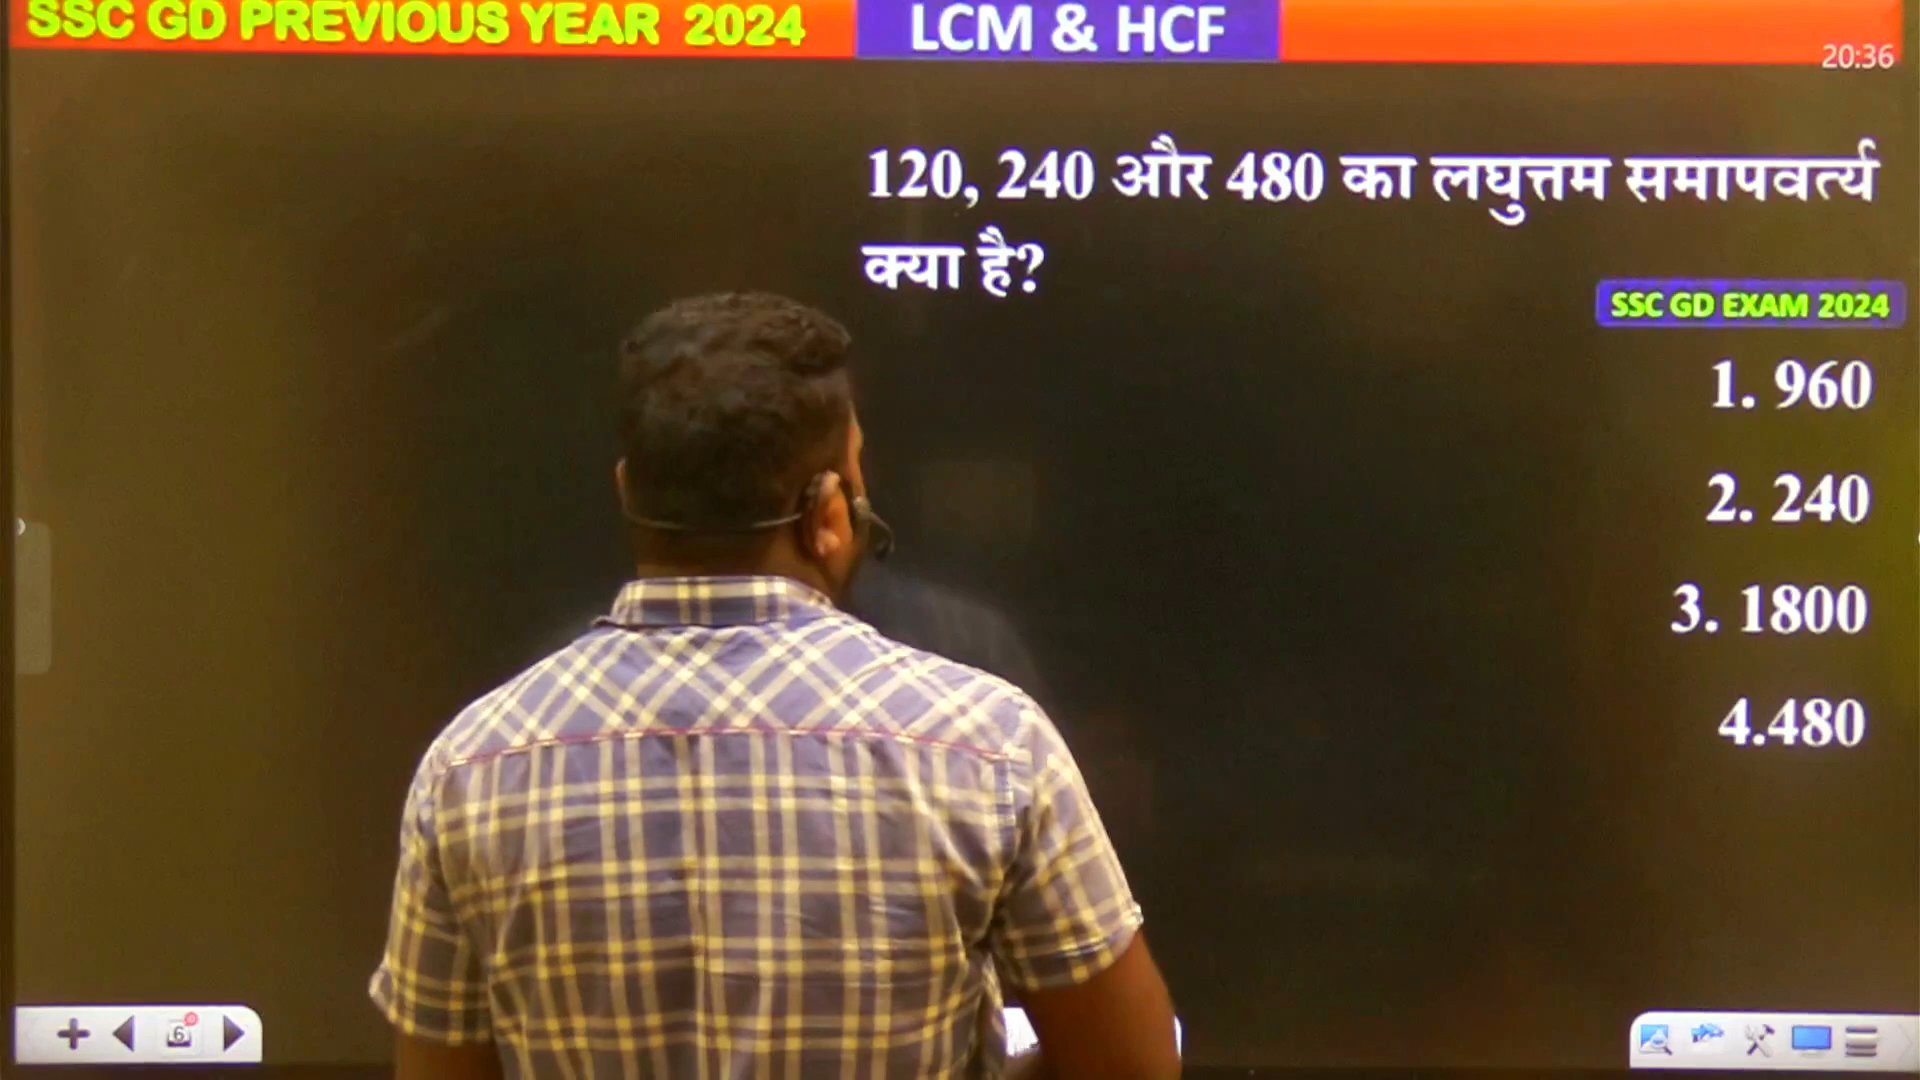 SSC GD PREVIOUS YEAR 2024
LCM & HCF
20:36
120, 240 और 480 का लघुत्तम समापवर्त्य
क्या है?
SSC GD EXAM 2024
1. 960
2. 240
3. 1800
4.480
6